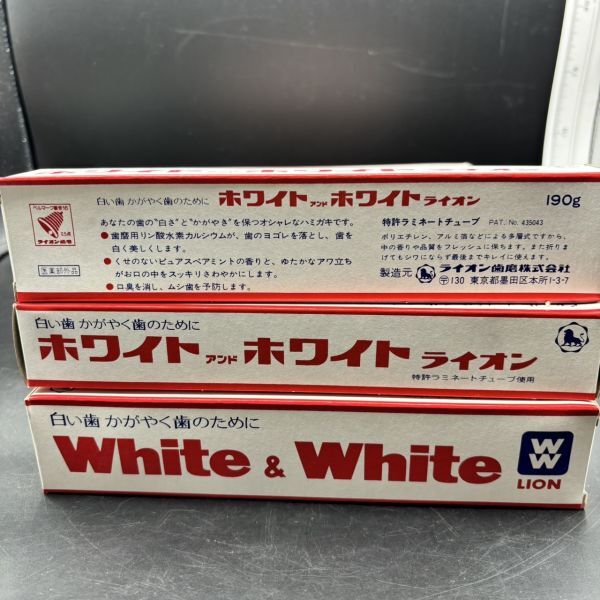 ベルマーク番号16
2.5点
ライオン歯磨
医薬部外品
白い歯 かがやく歯のために ホワイト アンド ホワイト ライオン 190g
あなたの歯の"白さ"と"かがやき"を保つオシャレなハミガキです。
●歯磨用リン酸水素カルシウムが、歯のヨゴレを落とし、歯を
白く美しくします。
●くせのないピュアスペアミントの香りと、ゆたかなアワ立ち
がお口の中をスッキリさわやかにします。
●口臭を消し、ムシ歯を予防します。
特許ラミネートチューブ PAT. No. 435043
ポリエチレン、アルミ箔などによる多層式ですから、
中の香りや品質をフレッシュに保ちます。また折りま
げてもシワにならず最後までキレイに使えます。
製造元 ライオン歯磨株式会社
〒130 東京都墨田区本所1-3-7
白い歯 かがやく歯のために
ホワイト アンド ホワイト ライオン
特許ラミネートチューブ使用
白い歯 かがやく歯のために
White & White
W
W
LION